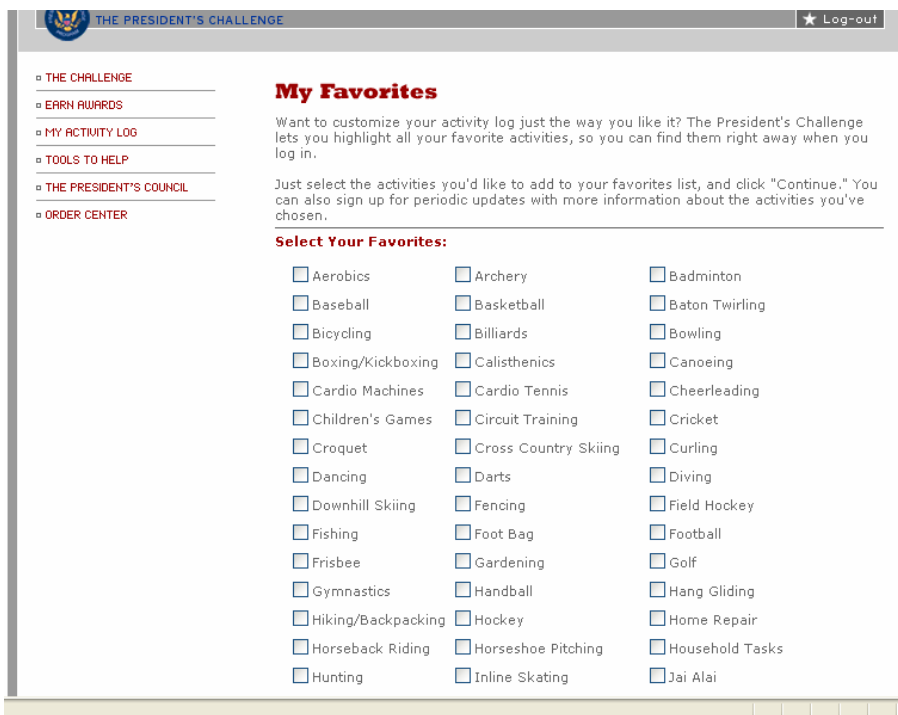 THE PRESIDENT'S CHALLENGE
★ Log-out
THE CHALLENGE
EARN AWARDS
MY ACTIVITY LOG
TOOLS TO HELP
THE PRESIDENT'S COUNCIL
ORDER CENTER
My Favorites
Want to customize your activity log just the way you like it? The President's Challenge
lets you highlight all your favorite activities, so you can find them right away when you
log in.
Just select the activities you'd like to add to your favorites list, and click "Continue." You
can also sign up for periodic updates with more information about the activities you've
chosen.
Select Your Favorites:
Aerobics Archery Badminton
Baseball Basketball Baton Twirling
Bicycling Billiards Bowling
Boxing/Kickboxing Calisthenics Canoeing
Cardio Machines Cardio Tennis Cheerleading
Children's Games Circuit Training Cricket
Croquet Cross Country Skiing Curling
Dancing Darts Diving
Downhill Skiing Fencing Field Hockey
Fishing Foot Bag Football
Frisbee Gardening Golf
Gymnastics Handball Hang Gliding
Hiking/Backpacking Hockey Home Repair
Horseback Riding Horseshoe Pitching Household Tasks
Hunting Inline Skating Jai Alai